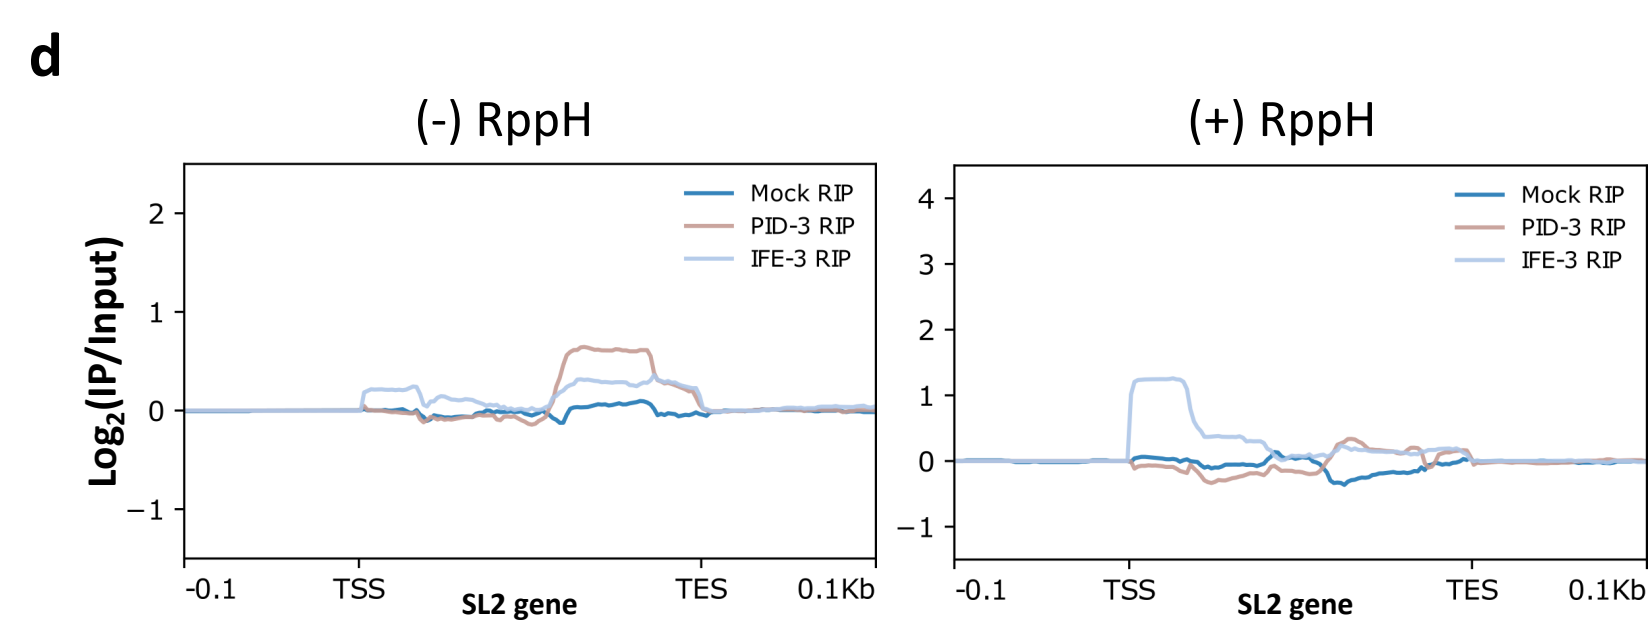 d
(-) RppH
(+) RppH
Log₂(IP/Input)
2
1
0
−1
Mock RIP
PID-3 RIP
IFE-3 RIP
-0.1
TSS
TES
0.1Kb
SL2 gene
4
3
2
1
0
−1
Mock RIP
PID-3 RIP
IFE-3 RIP
-0.1
TSS
TES
0.1Kb
SL2 gene